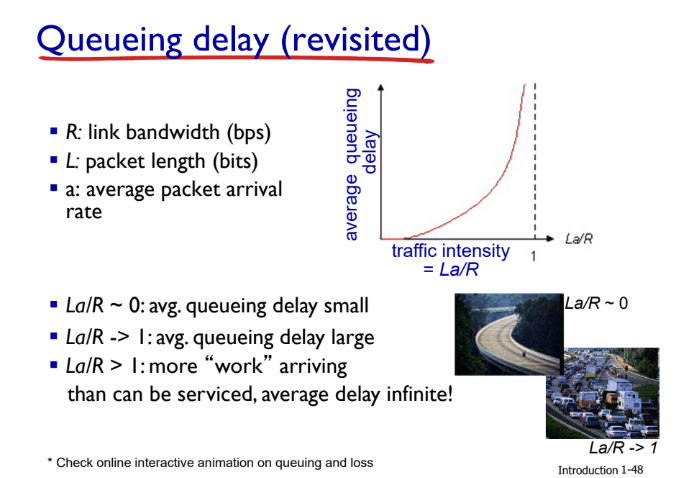 Queueing delay (revisited)
▪ R: link bandwidth (bps)
▪ L: packet length (bits)
▪ a: average packet arrival
rate
average queueing
delay
La/R
traffic intensity
= La/R
1
▪ La/R ~ 0: avg. queueing delay small
▪ La/R -> 1: avg. queueing delay large
▪ La/R > 1: more “work” arriving
than can be serviced, average delay infinite!
La/R ~ 0
La/R -> 1
* Check online interactive animation on queuing and loss
Introduction 1-48